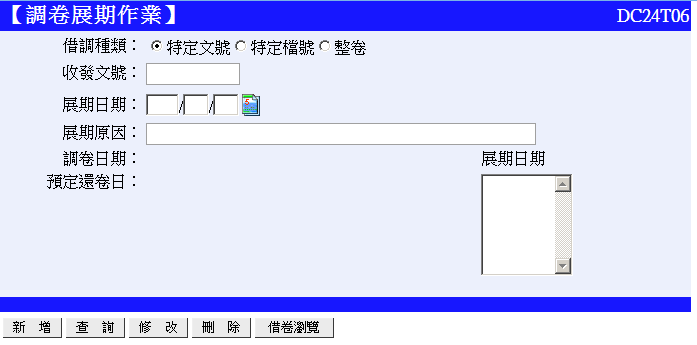 【調卷展期作業】 DC24T06
借調種類： 特定文號 特定檔號 整卷
收發文號：
展期日期： / /
展期原因：
調卷日期： 展期日期
預定還卷日：
新 增 查 詢 修 改 刪 除 借卷瀏覽